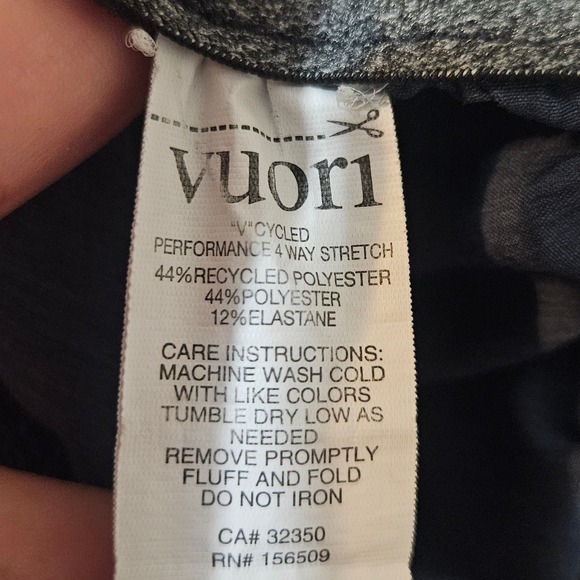 vuori
"V"CYCLED
PERFORMANCE 4 WAY STRETCH
44%RECYCLED POLYESTER
44%POLYESTER
12%ELASTANE
CARE INSTRUCTIONS:
MACHINE WASH COLD
WITH LIKE COLORS
TUMBLE DRY LOW AS
NEEDED
REMOVE PROMPTLY
FLUFF AND FOLD
DO NOT IRON
CA# 32350
RN# 156509